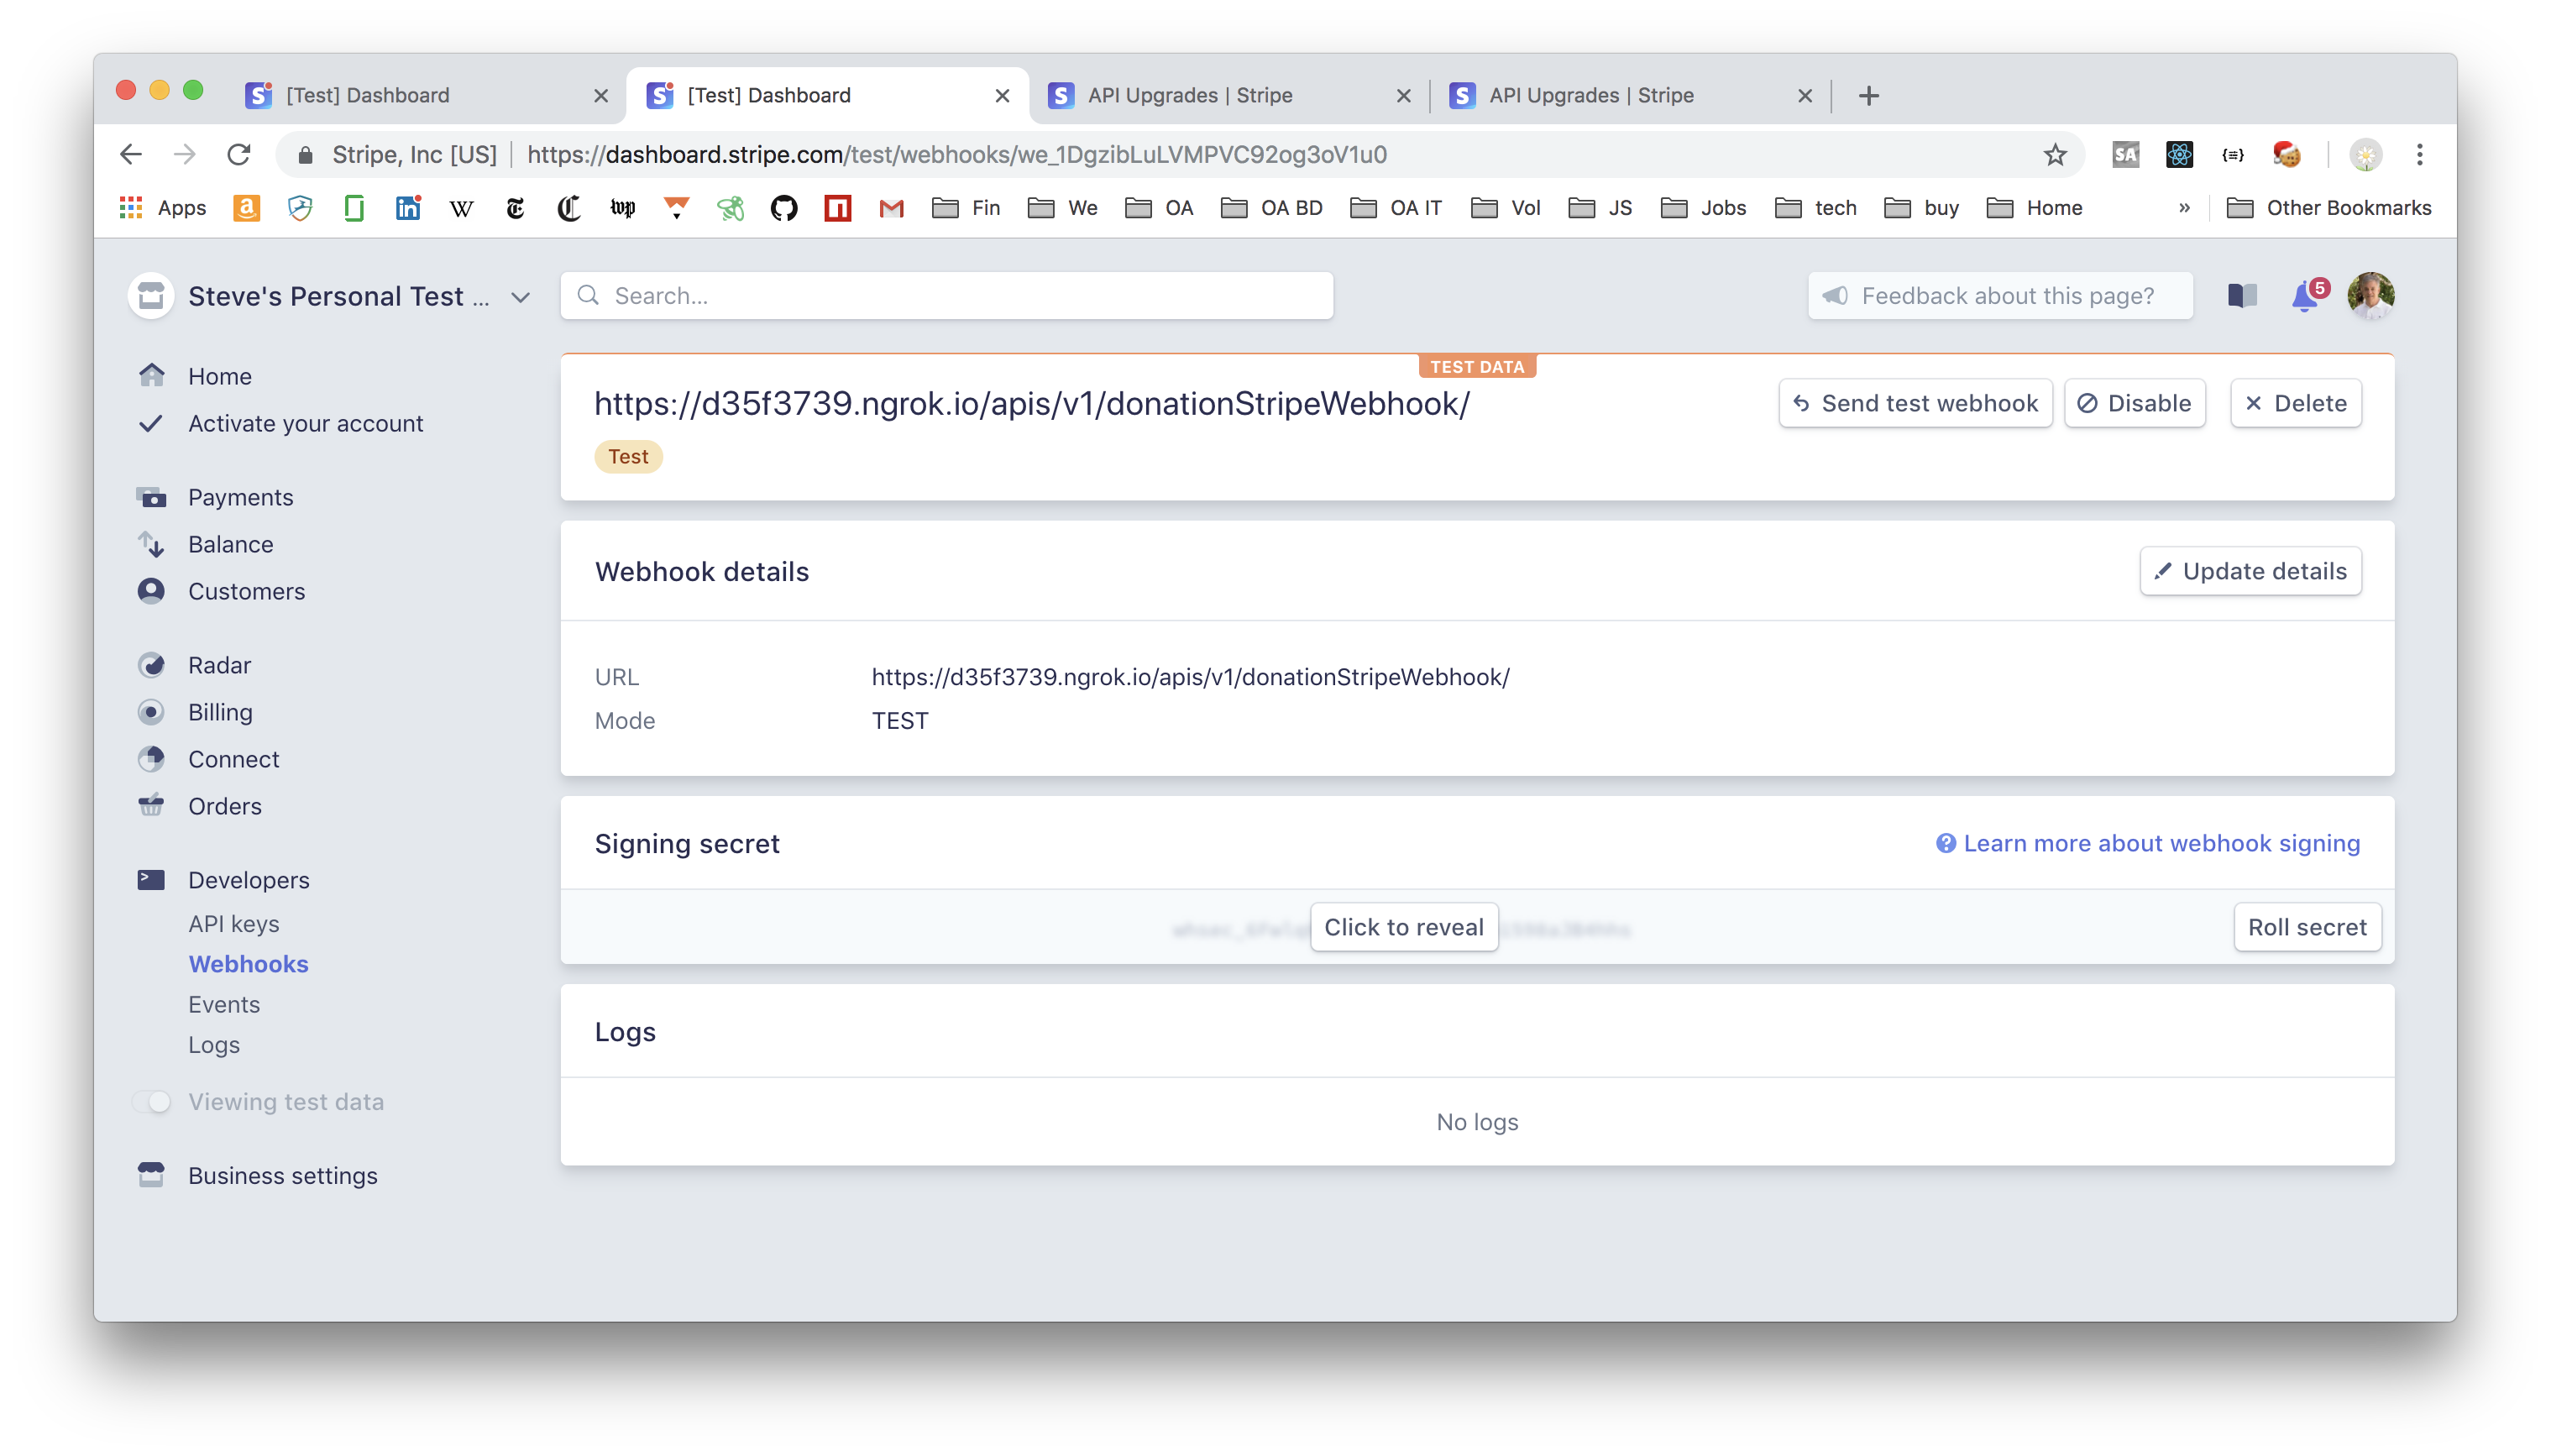 [Test] Dashboard
[Test] Dashboard
API Upgrades | Stripe
API Upgrades | Stripe
Stripe, Inc [US]
https://dashboard.stripe.com/test/webhooks/we_1DgzibLuLVMPVC92og3oV1u0
Apps
Fin
We
OA
OA BD
OA IT
Vol
JS
Jobs
tech
buy
Home
»
Other Bookmarks
Steve's Personal Test ...
Search...
Feedback about this page?
5
Home
Activate your account
Payments
Balance
Customers
Radar
Billing
Connect
Orders
Developers
API keys
Webhooks
Events
Logs
Viewing test data
Business settings
TEST DATA
https://d35f3739.ngrok.io/apis/v1/donationStripeWebhook/
Send test webhook
Disable
Delete
Test
Webhook details
Update details
URL
https://d35f3739.ngrok.io/apis/v1/donationStripeWebhook/
Mode
TEST
Signing secret
Learn more about webhook signing
Click to reveal
Roll secret
Logs
No logs